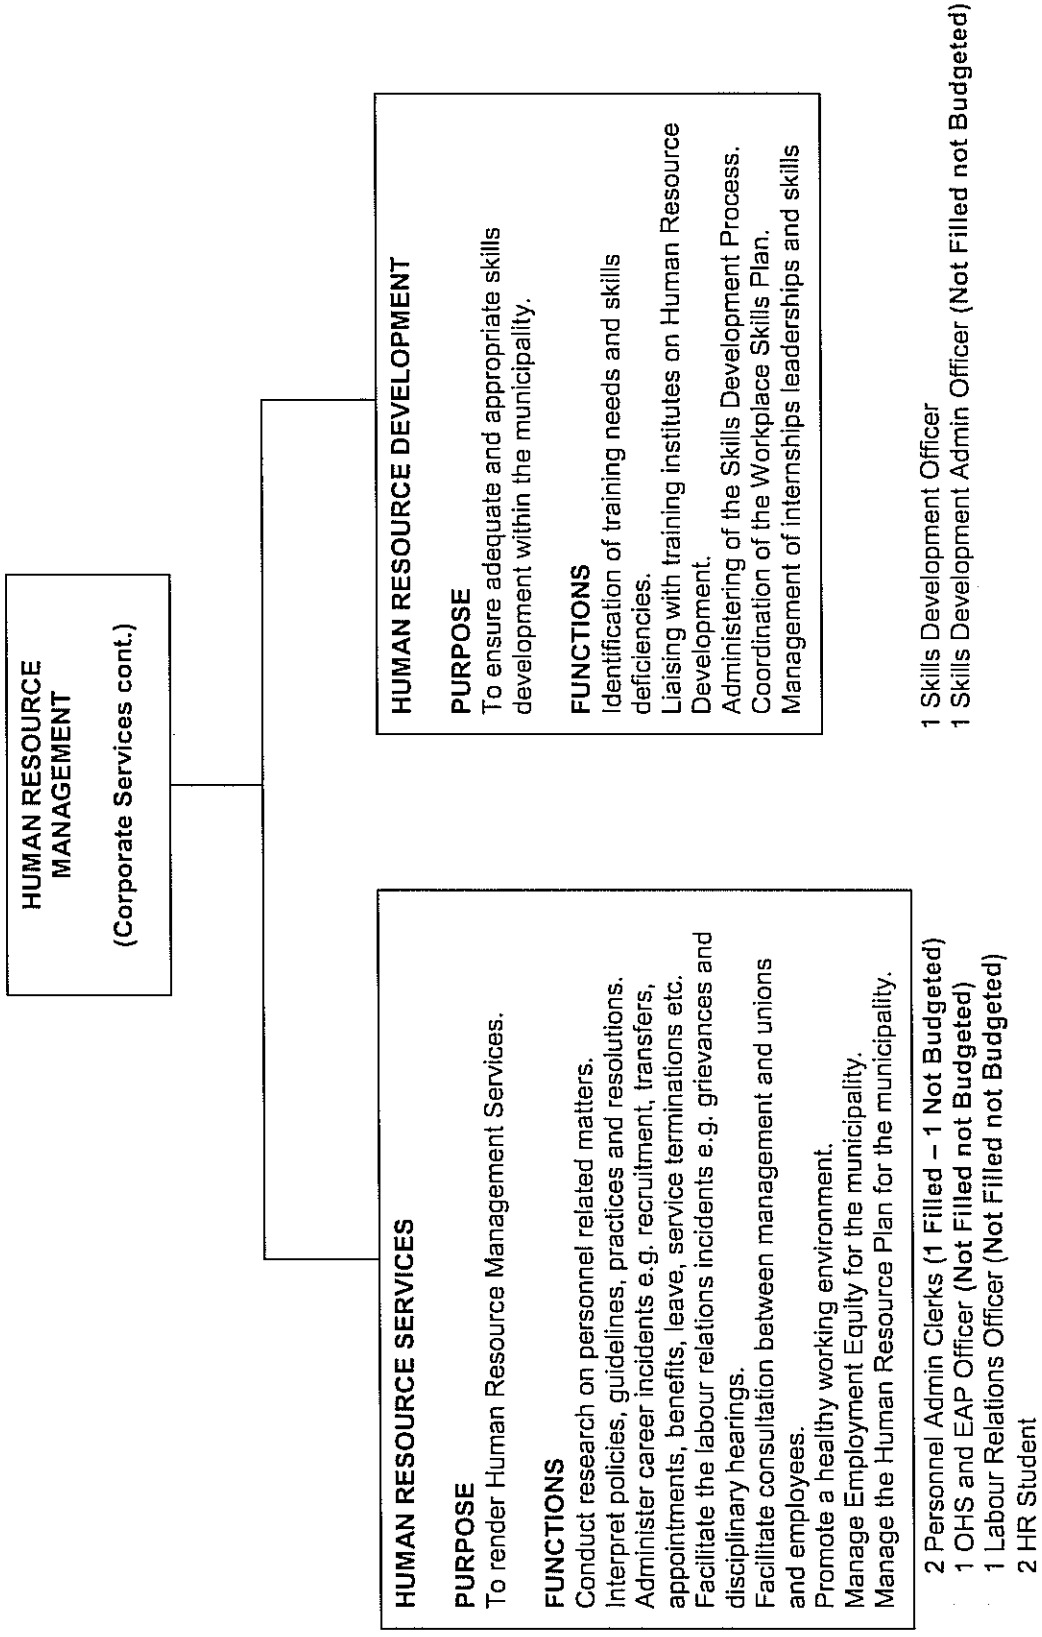 HUMAN RESOURCE
MANAGEMENT
(Corporate Services cont.)
HUMAN RESOURCE SERVICES
PURPOSE
To render Human Resource Management Services.
FUNCTIONS
Conduct research on personnel related matters.
Interpret policies, guidelines, practices and resolutions.
Administer career incidents e.g. recruitment, transfers,
appointments, benefits, leave, service terminations etc.
Facilitate the labour relations incidents e.g. grievances and
disciplinary hearings.
Facilitate consultation between management and unions
and employees.
Promote a healthy working environment.
Manage Employment Equity for the municipality.
Manage the Human Resource Plan for the municipality.
2 Personnel Admin Clerks (1 Filled – 1 Not Budgeted)
1 OHS and EAP Officer (Not Filled not Budgeted)
1 Labour Relations Officer (Not Filled not Budgeted)
2 HR Student
HUMAN RESOURCE DEVELOPMENT
PURPOSE
To ensure adequate and appropriate skills
development within the municipality.
FUNCTIONS
Identification of training needs and skills
deficiencies.
Liaising with training institutes on Human Resource
Development.
Administering of the Skills Development Process.
Coordination of the Workplace Skills Plan.
Management of internships leaderships and skills
1 Skills Development Officer
1 Skills Development Admin Officer (Not Filled not Budgeted)